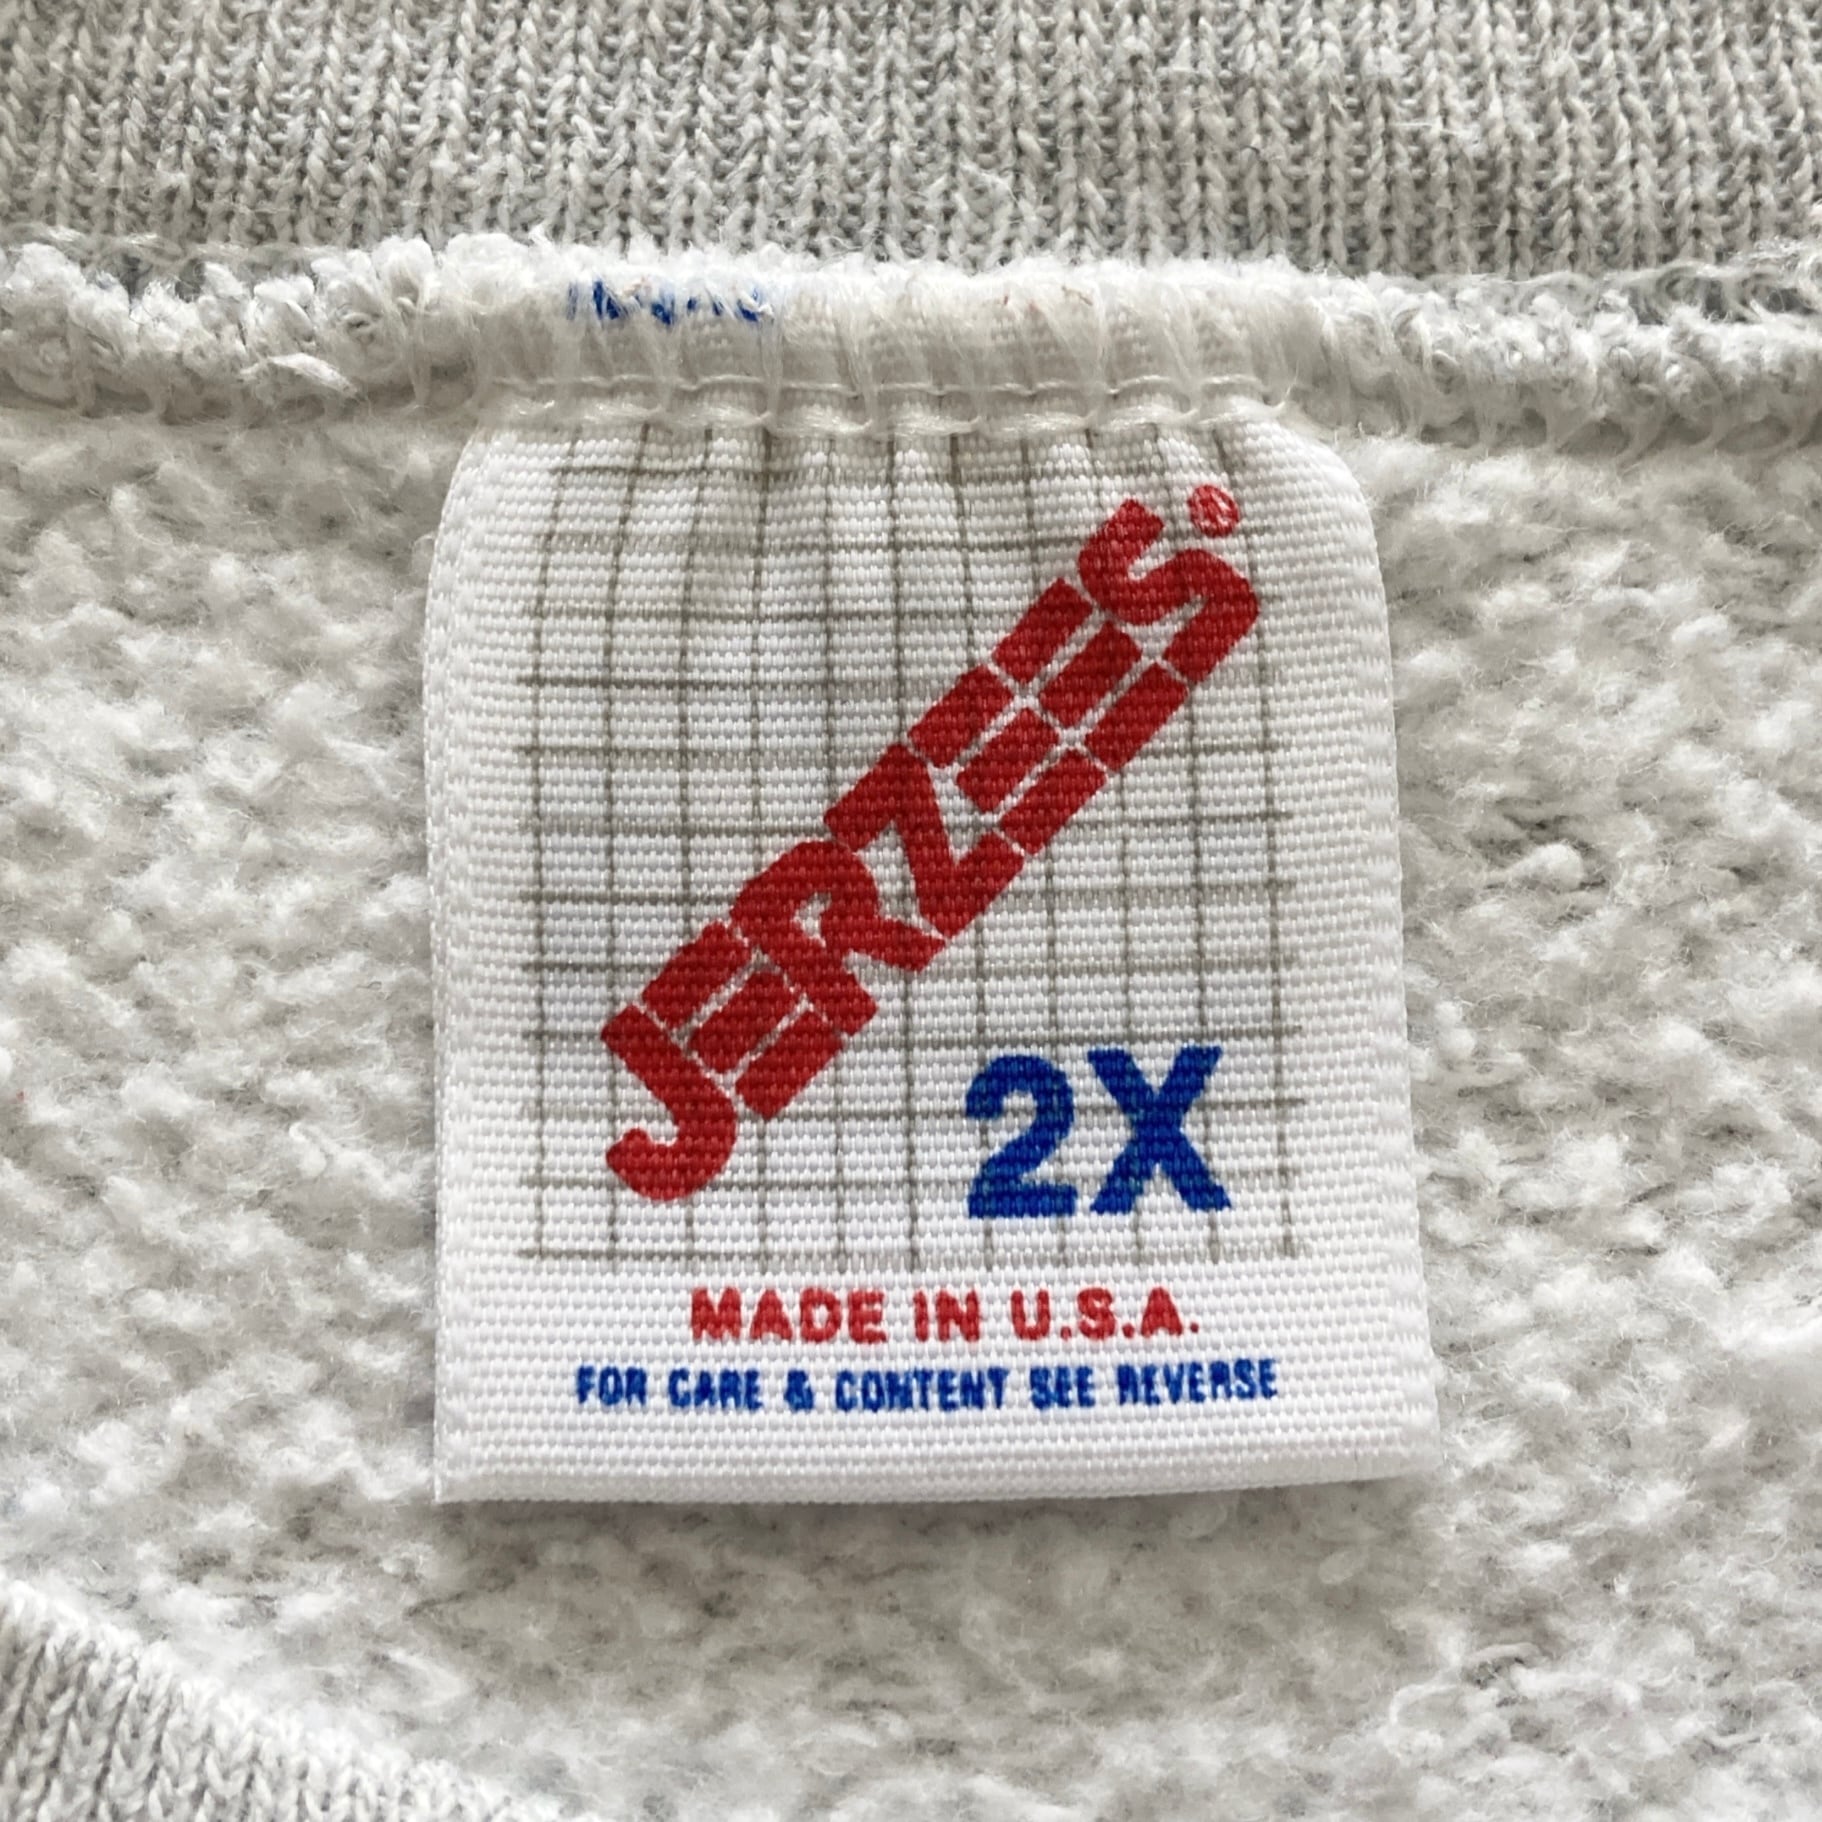 JERZEES®
2X
MADE IN U.S.A.
FOR CARE & CONTENT SEE REVERSE